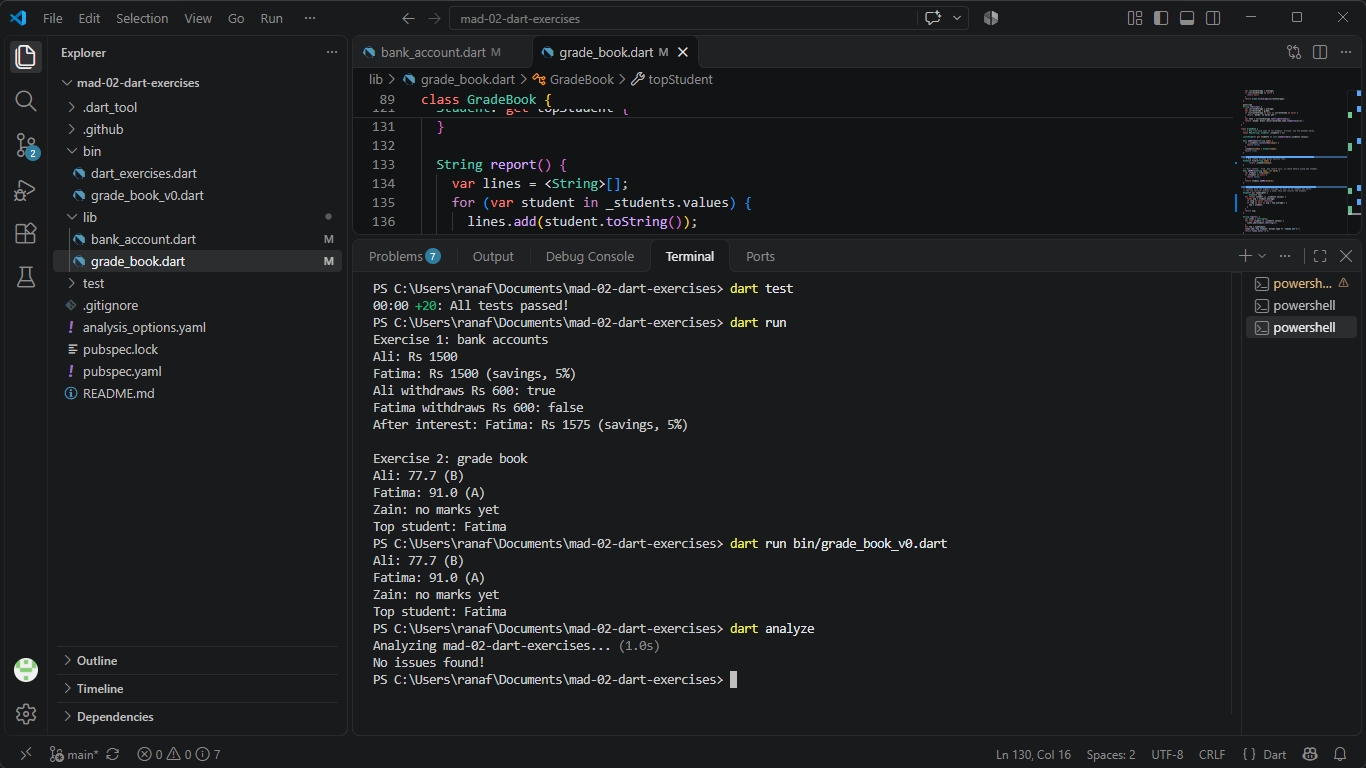 File Edit Selection View Go Run ··· mad-02-dart-exercises
Explorer ···
mad-02-dart-exercises
.dart_tool
.github
bin
dart_exercises.dart
grade_book_v0.dart
lib
bank_account.dart M
grade_book.dart M
test
.gitignore
! analysis_options.yaml
pubspec.lock
! pubspec.yaml
README.md
Outline
Timeline
Dependencies
2
bank_account.dart M grade_book.dart M
lib > grade_book.dart > GradeBook > topStudent
89 class GradeBook {
131 }
132
133 String report() {
134 var lines = <String>[];
135 for (var student in _students.values) {
136 lines.add(student.toString());
Problems 7 Output Debug Console Terminal Ports
PS C:\Users\ranaf\Documents\mad-02-dart-exercises> dart test
00:00 +20: All tests passed!
PS C:\Users\ranaf\Documents\mad-02-dart-exercises> dart run
Exercise 1: bank accounts
Ali: Rs 1500
Fatima: Rs 1500 (savings, 5%)
Ali withdraws Rs 600: true
Fatima withdraws Rs 600: false
After interest: Fatima: Rs 1575 (savings, 5%)
Exercise 2: grade book
Ali: 77.7 (B)
Fatima: 91.0 (A)
Zain: no marks yet
Top student: Fatima
PS C:\Users\ranaf\Documents\mad-02-dart-exercises> dart run bin/grade_book_v0.dart
Ali: 77.7 (B)
Fatima: 91.0 (A)
Zain: no marks yet
Top student: Fatima
PS C:\Users\ranaf\Documents\mad-02-dart-exercises> dart analyze
Analyzing mad-02-dart-exercises... (1.0s)
No issues found!
PS C:\Users\ranaf\Documents\mad-02-dart-exercises>
powersh...
powershell
powershell
main* 0 0 7 Ln 130, Col 16 Spaces: 2 UTF-8 CRLF { } Dart